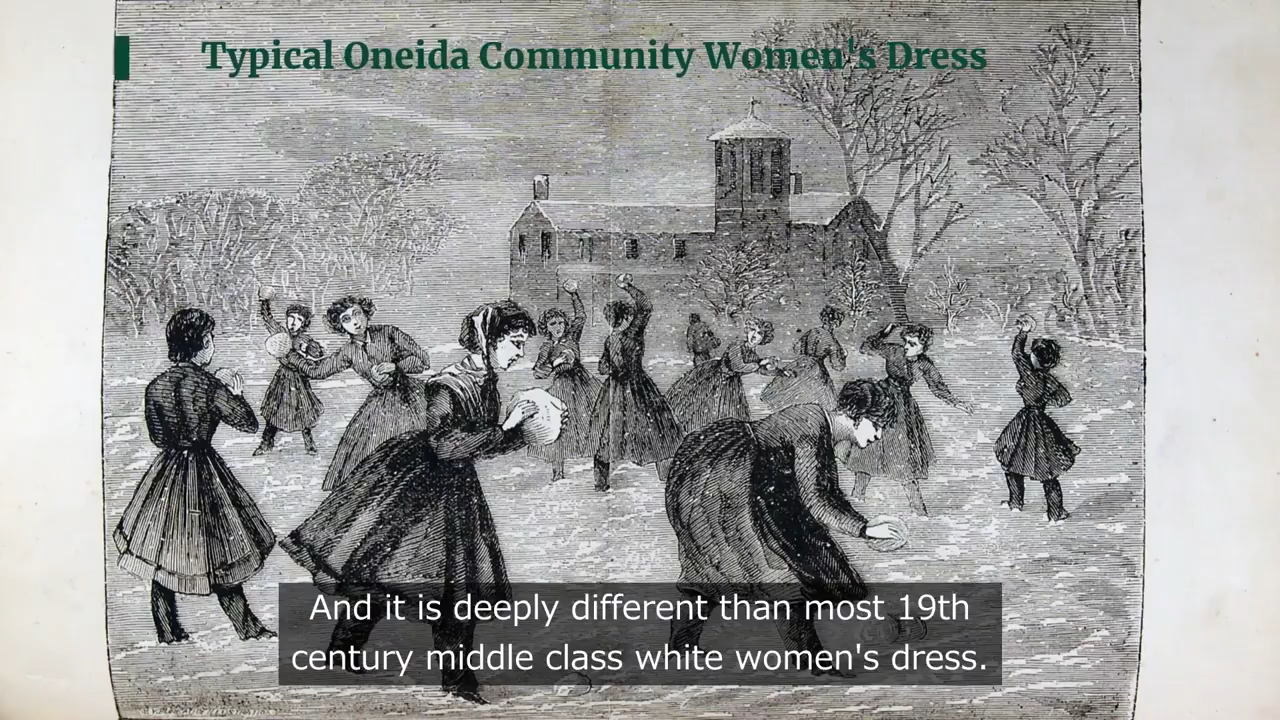 Typical Oneida Community Women's Dress
And it is deeply different than most 19th
century middle class white women's dress.